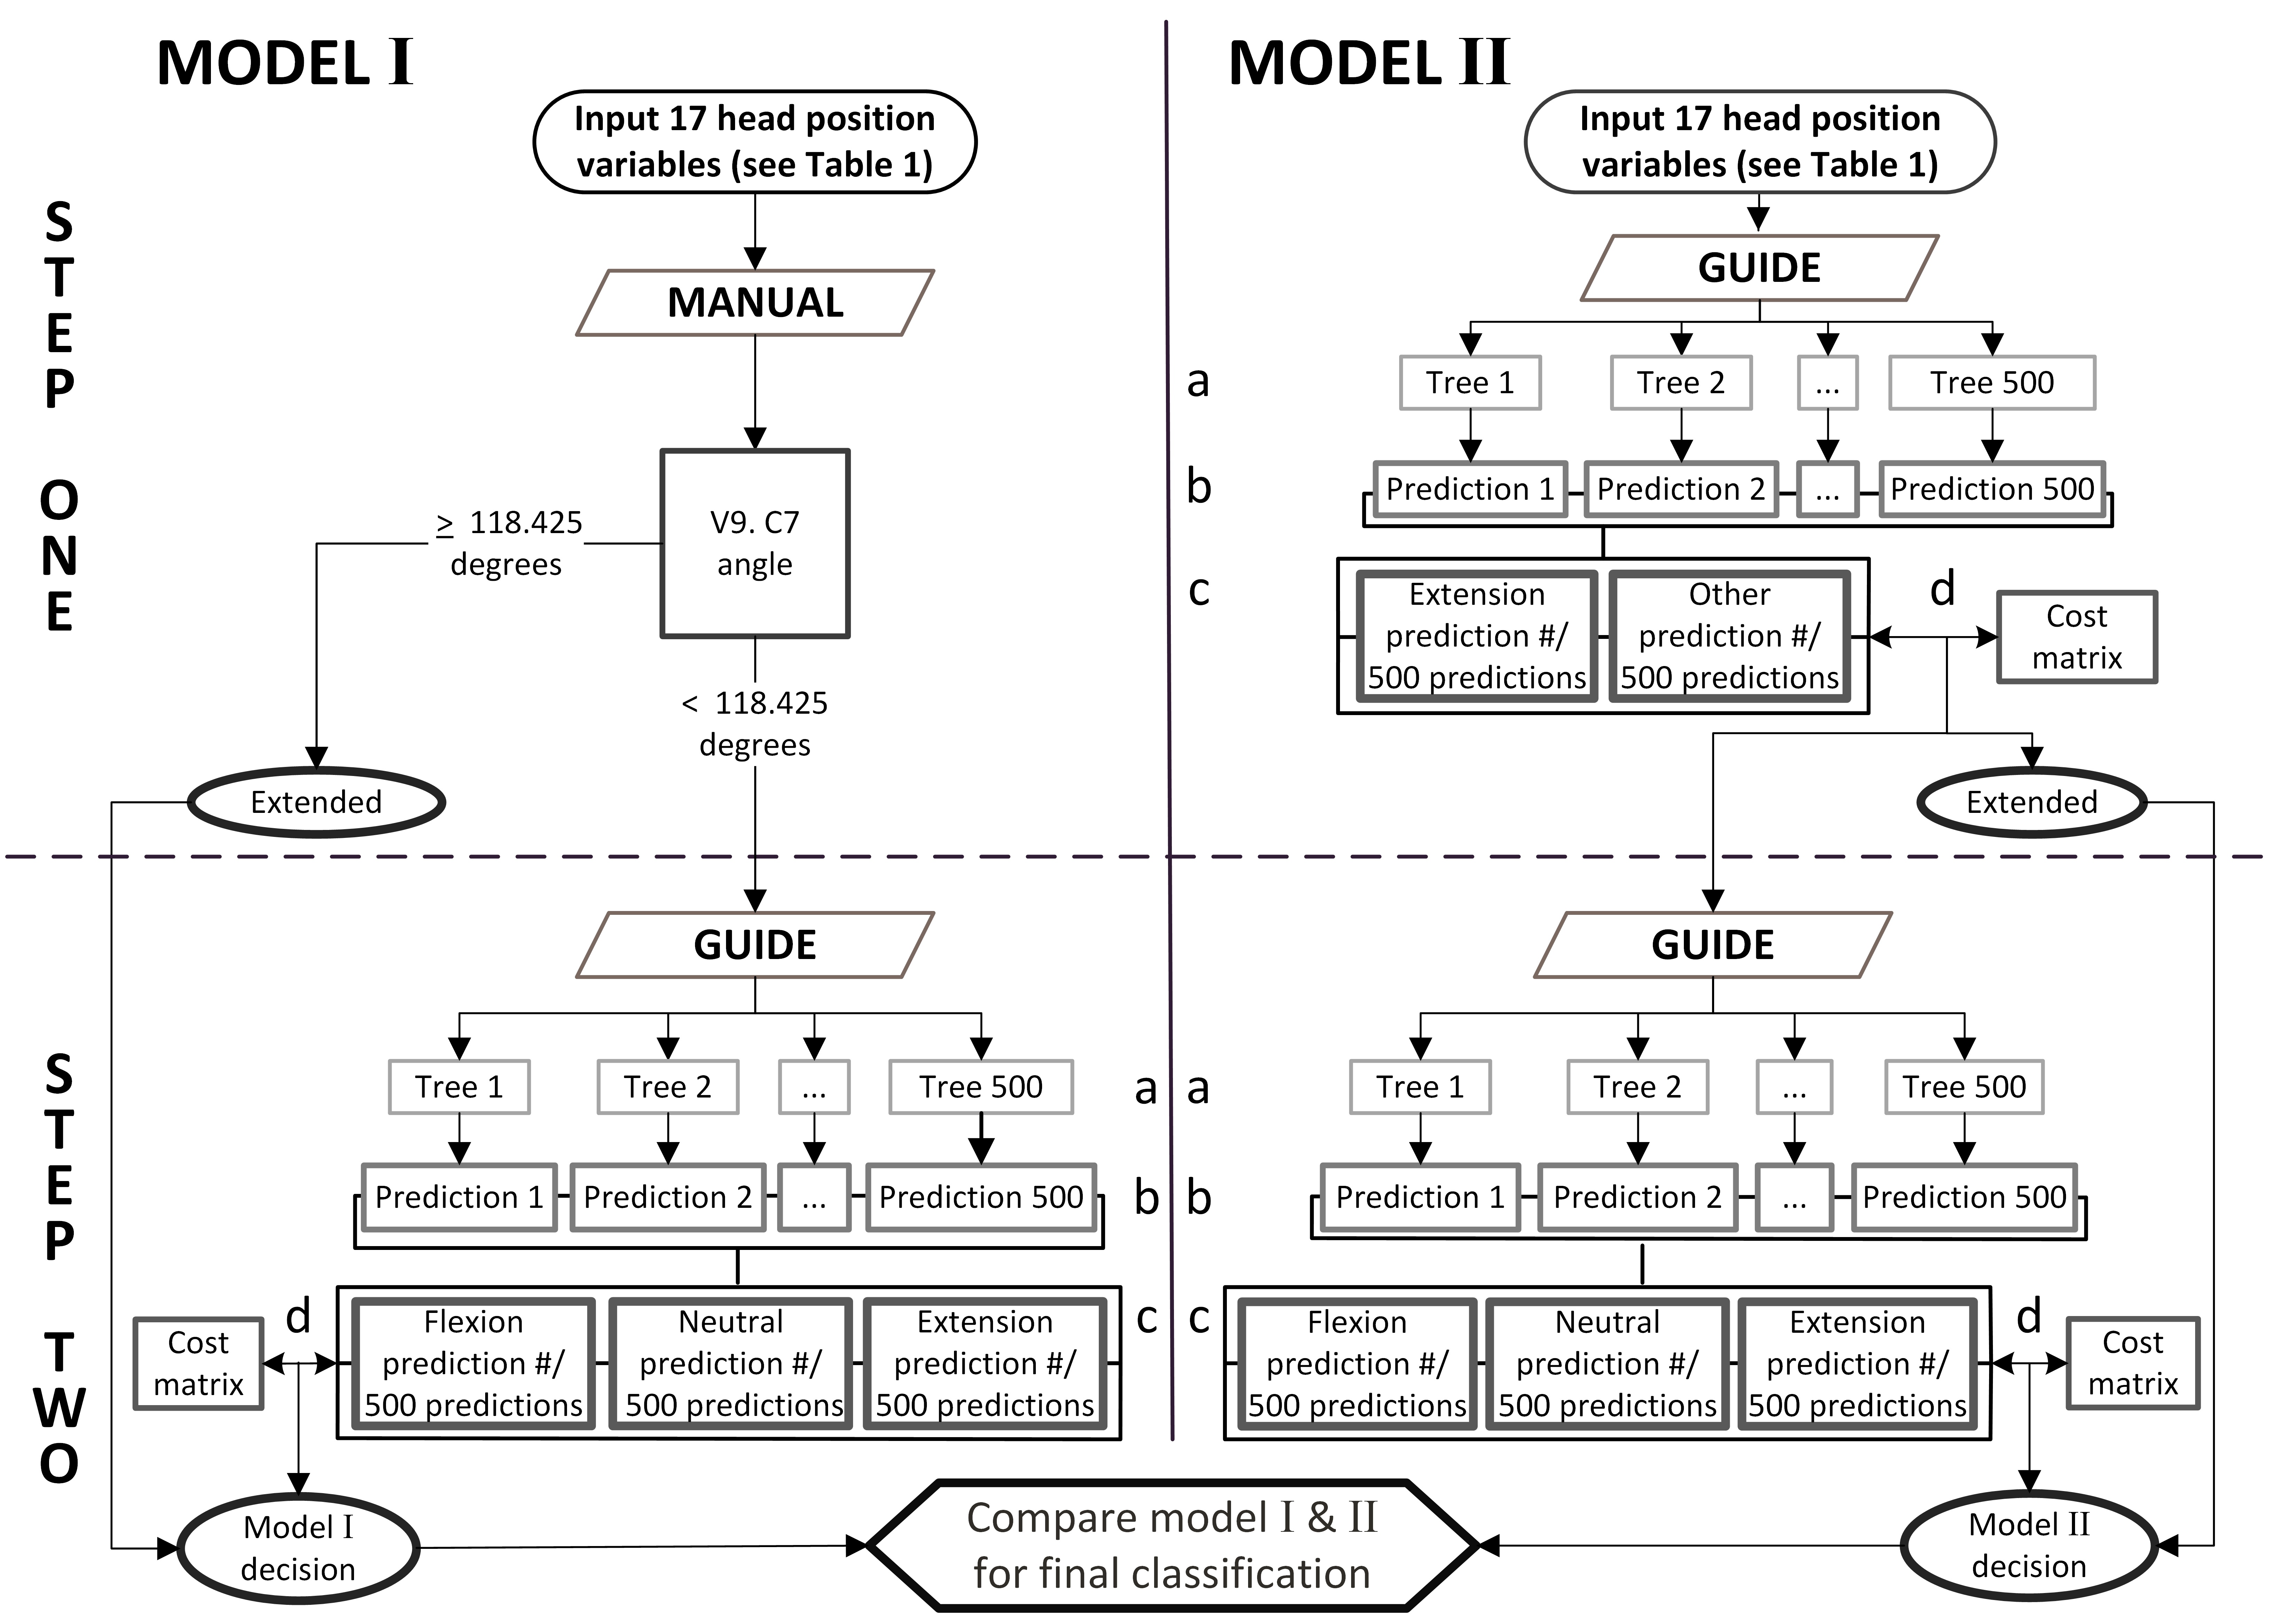 MODEL I
Input 17 head position
variables (see Table 1)
MANUAL
V9. C7
angle
≥ 118.425
degrees
< 118.425
degrees
Extended
STEP ONE
MODEL II
Input 17 head position
variables (see Table 1)
GUIDE
a
Tree 1
Tree 2
...
Tree 500
b
Prediction 1
Prediction 2
...
Prediction 500
c
Extension
prediction #/
500 predictions
Other
prediction #/
500 predictions
d
Cost
matrix
Extended
STEP TWO
GUIDE
Tree 1
Tree 2
...
Tree 500
a
Prediction 1
Prediction 2
...
Prediction 500
b
Flexion
prediction #/
500 predictions
Neutral
prediction #/
500 predictions
Extension
prediction #/
500 predictions
c
d
Cost
matrix
Model I
decision
GUIDE
a
Tree 1
Tree 2
...
Tree 500
b
Prediction 1
Prediction 2
...
Prediction 500
c
Flexion
prediction #/
500 predictions
Neutral
prediction #/
500 predictions
Extension
prediction #/
500 predictions
d
Cost
matrix
Model II
decision
Compare model I & II
for final classification